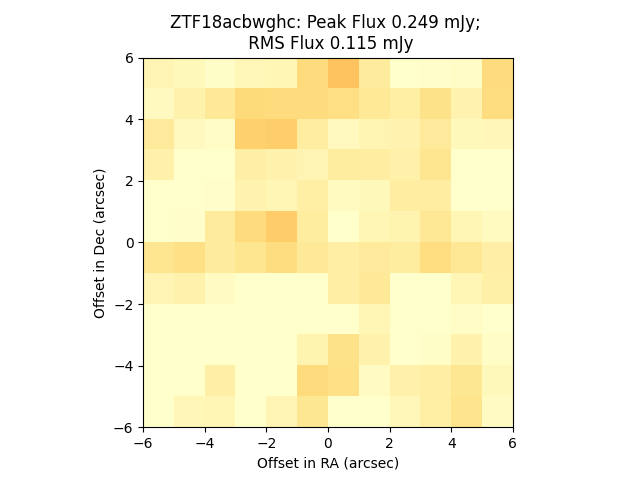 ZTF18acbwghc: Peak Flux 0.249 mJy;
RMS Flux 0.115 mJy
6
4
2
0
−2
−4
−6
Offset in Dec (arcsec)
−6 −4 −2 0 2 4 6
Offset in RA (arcsec)